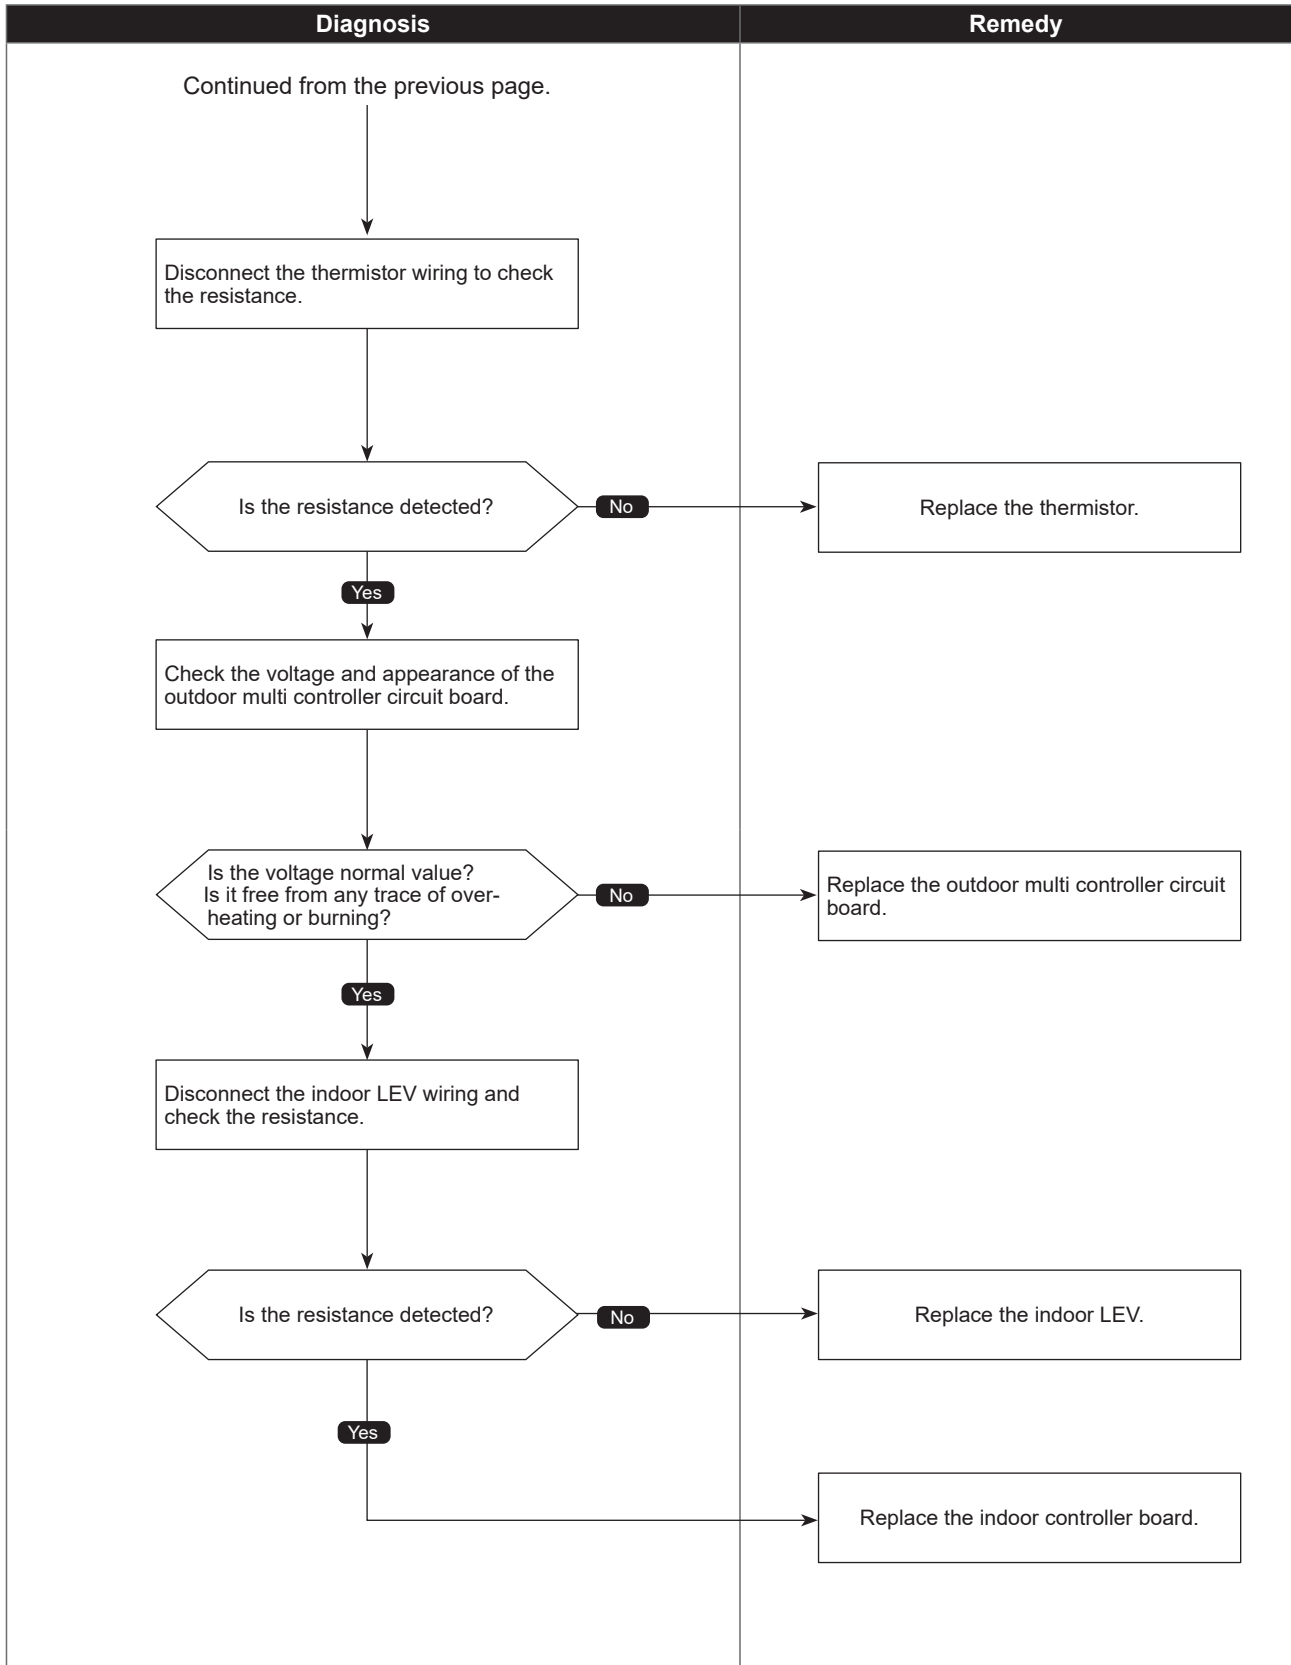 Diagnosis
Remedy
Continued from the previous page.
Disconnect the thermistor wiring to check
the resistance.
Is the resistance detected?
No
Replace the thermistor.
Yes
Check the voltage and appearance of the
outdoor multi controller circuit board.
Is the voltage normal value?
Is it free from any trace of over-
heating or burning?
No
Replace the outdoor multi controller circuit
board.
Yes
Disconnect the indoor LEV wiring and
check the resistance.
Is the resistance detected?
No
Replace the indoor LEV.
Yes
Replace the indoor controller board.